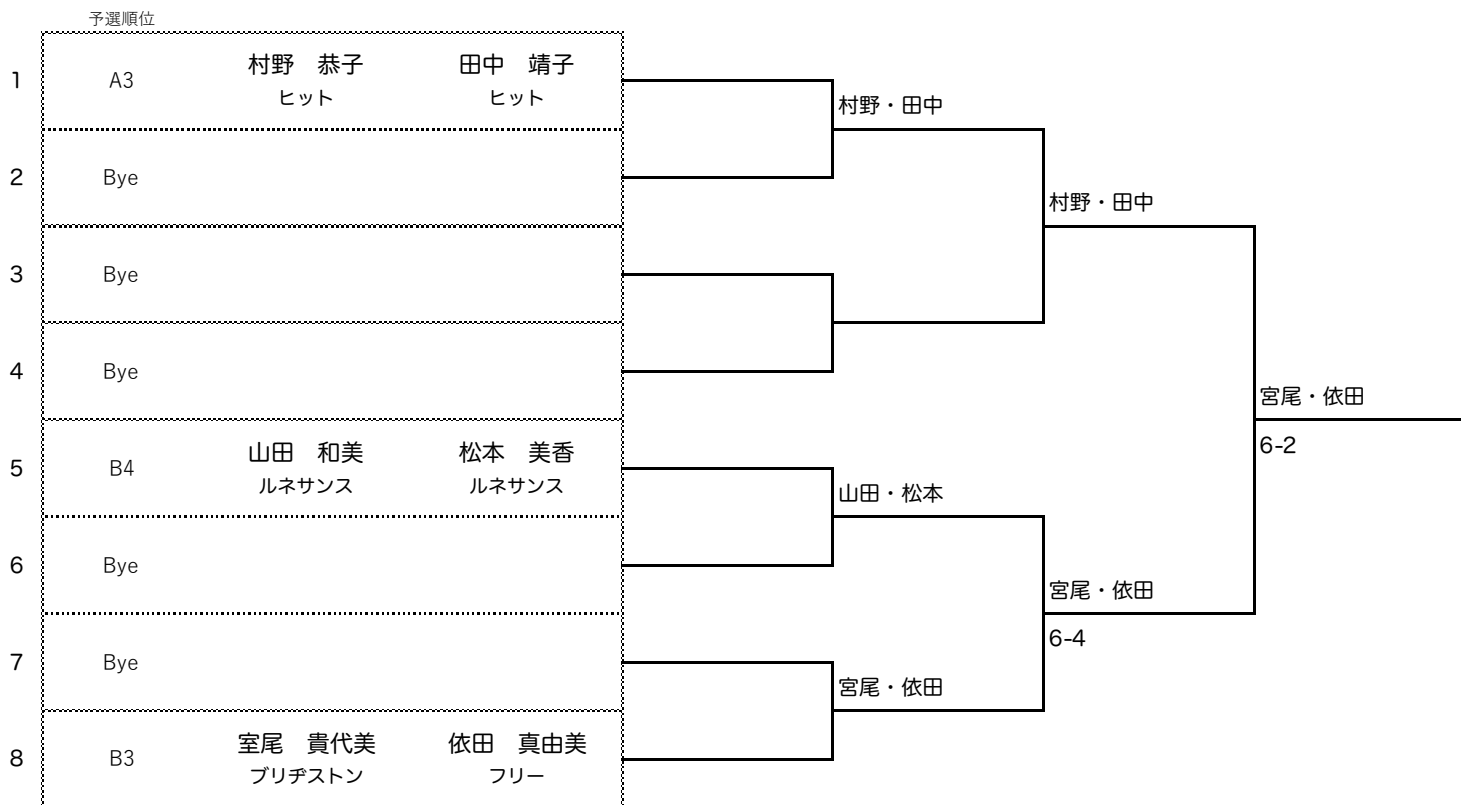 予選順位
1 A3 村野　恭子 田中　靖子
ヒット ヒット
村野・田中
2 Bye
村野・田中
3 Bye
4 Bye
宮尾・依田
6-2
5 B4 山田　和美 松本　美香
ルネサンス ルネサンス
山田・松本
6 Bye
宮尾・依田
6-4
7 Bye
宮尾・依田
8 B3 室尾　貴代美 依田　真由美
ブリヂストン フリー